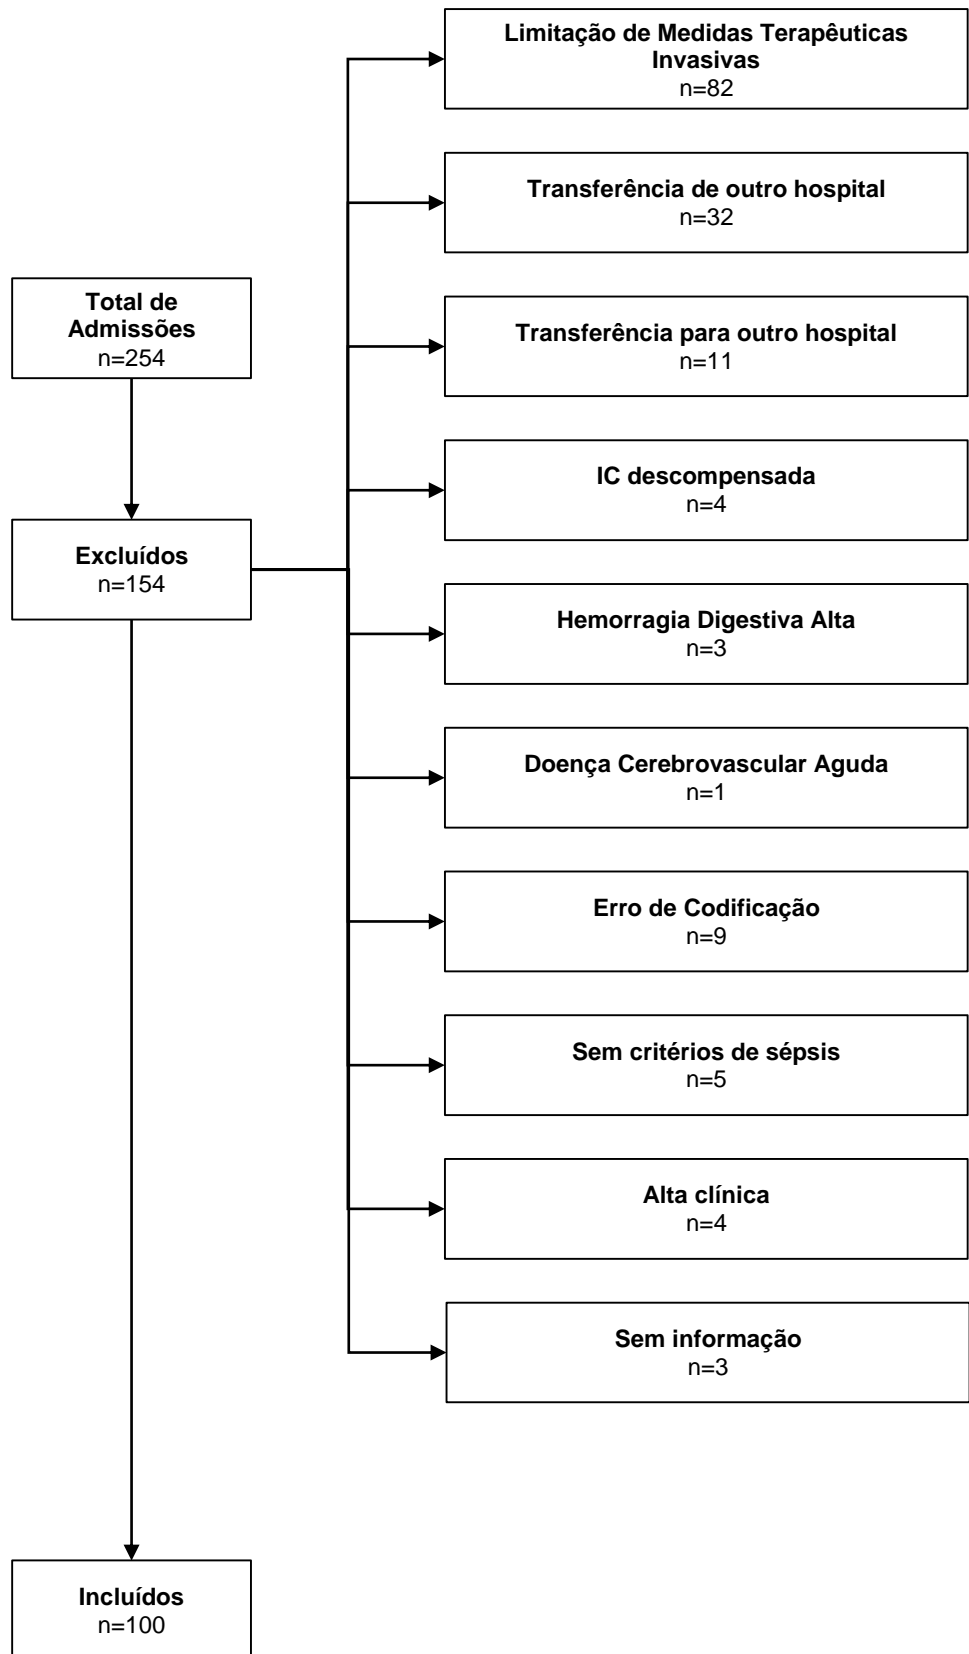 Limitação de Medidas Terapêuticas
Invasivas
n=82
Transferência de outro hospital
n=32
Total de
Admissões
n=254
Transferência para outro hospital
n=11
IC descompensada
n=4
Excluídos
n=154
Hemorragia Digestiva Alta
n=3
Doença Cerebrovascular Aguda
n=1
Erro de Codificação
n=9
Sem critérios de sépsis
n=5
Alta clínica
n=4
Sem informação
n=3
Incluídos
n=100